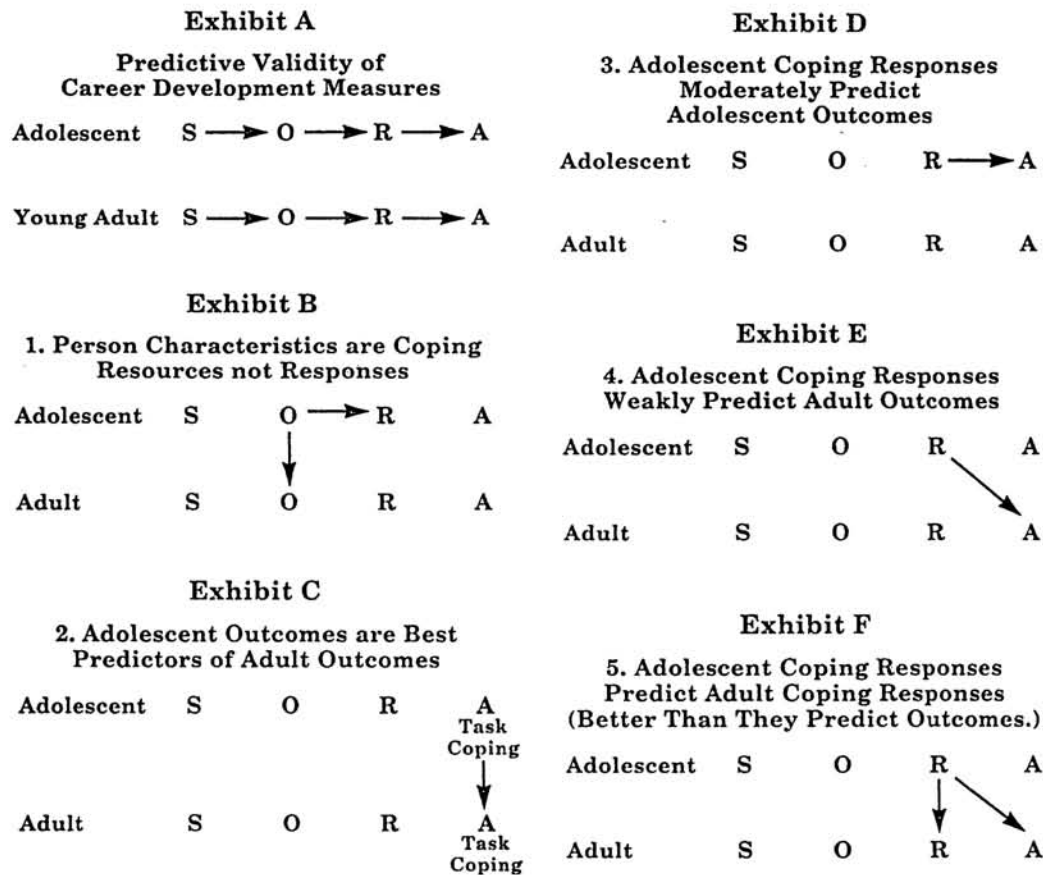 Exhibit A
Predictive Validity of
Career Development Measures
Adolescent S O R A
Young Adult S O R A
Exhibit B
1. Person Characteristics are Coping
Resources not Responses
Adolescent S O R A
Adult S O R A
Exhibit C
2. Adolescent Outcomes are Best
Predictors of Adult Outcomes
Adolescent S O R A
Task
Coping
Adult S O R A
Task
Coping
Exhibit D
3. Adolescent Coping Responses
Moderately Predict
Adolescent Outcomes
Adolescent S O R A
Adult S O R A
Exhibit E
4. Adolescent Coping Responses
Weakly Predict Adult Outcomes
Adolescent S O R A
Adult S O R A
Exhibit F
5. Adolescent Coping Responses
Predict Adult Coping Responses
(Better Than They Predict Outcomes.)
Adolescent S O R A
Adult S O R A